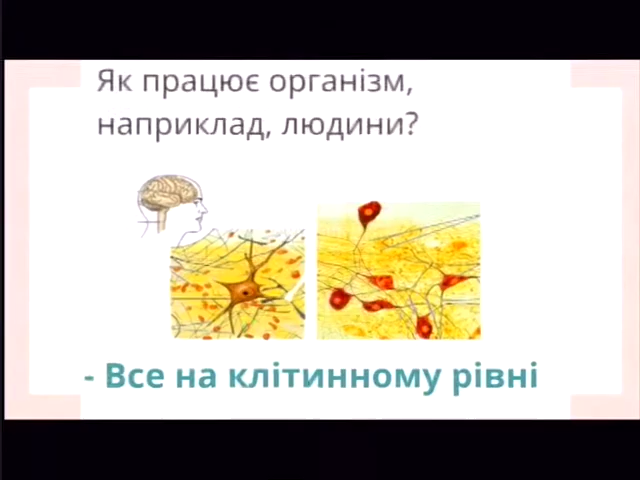 Як працює організм,
наприклад, людини?
- Все на клітинному рівні